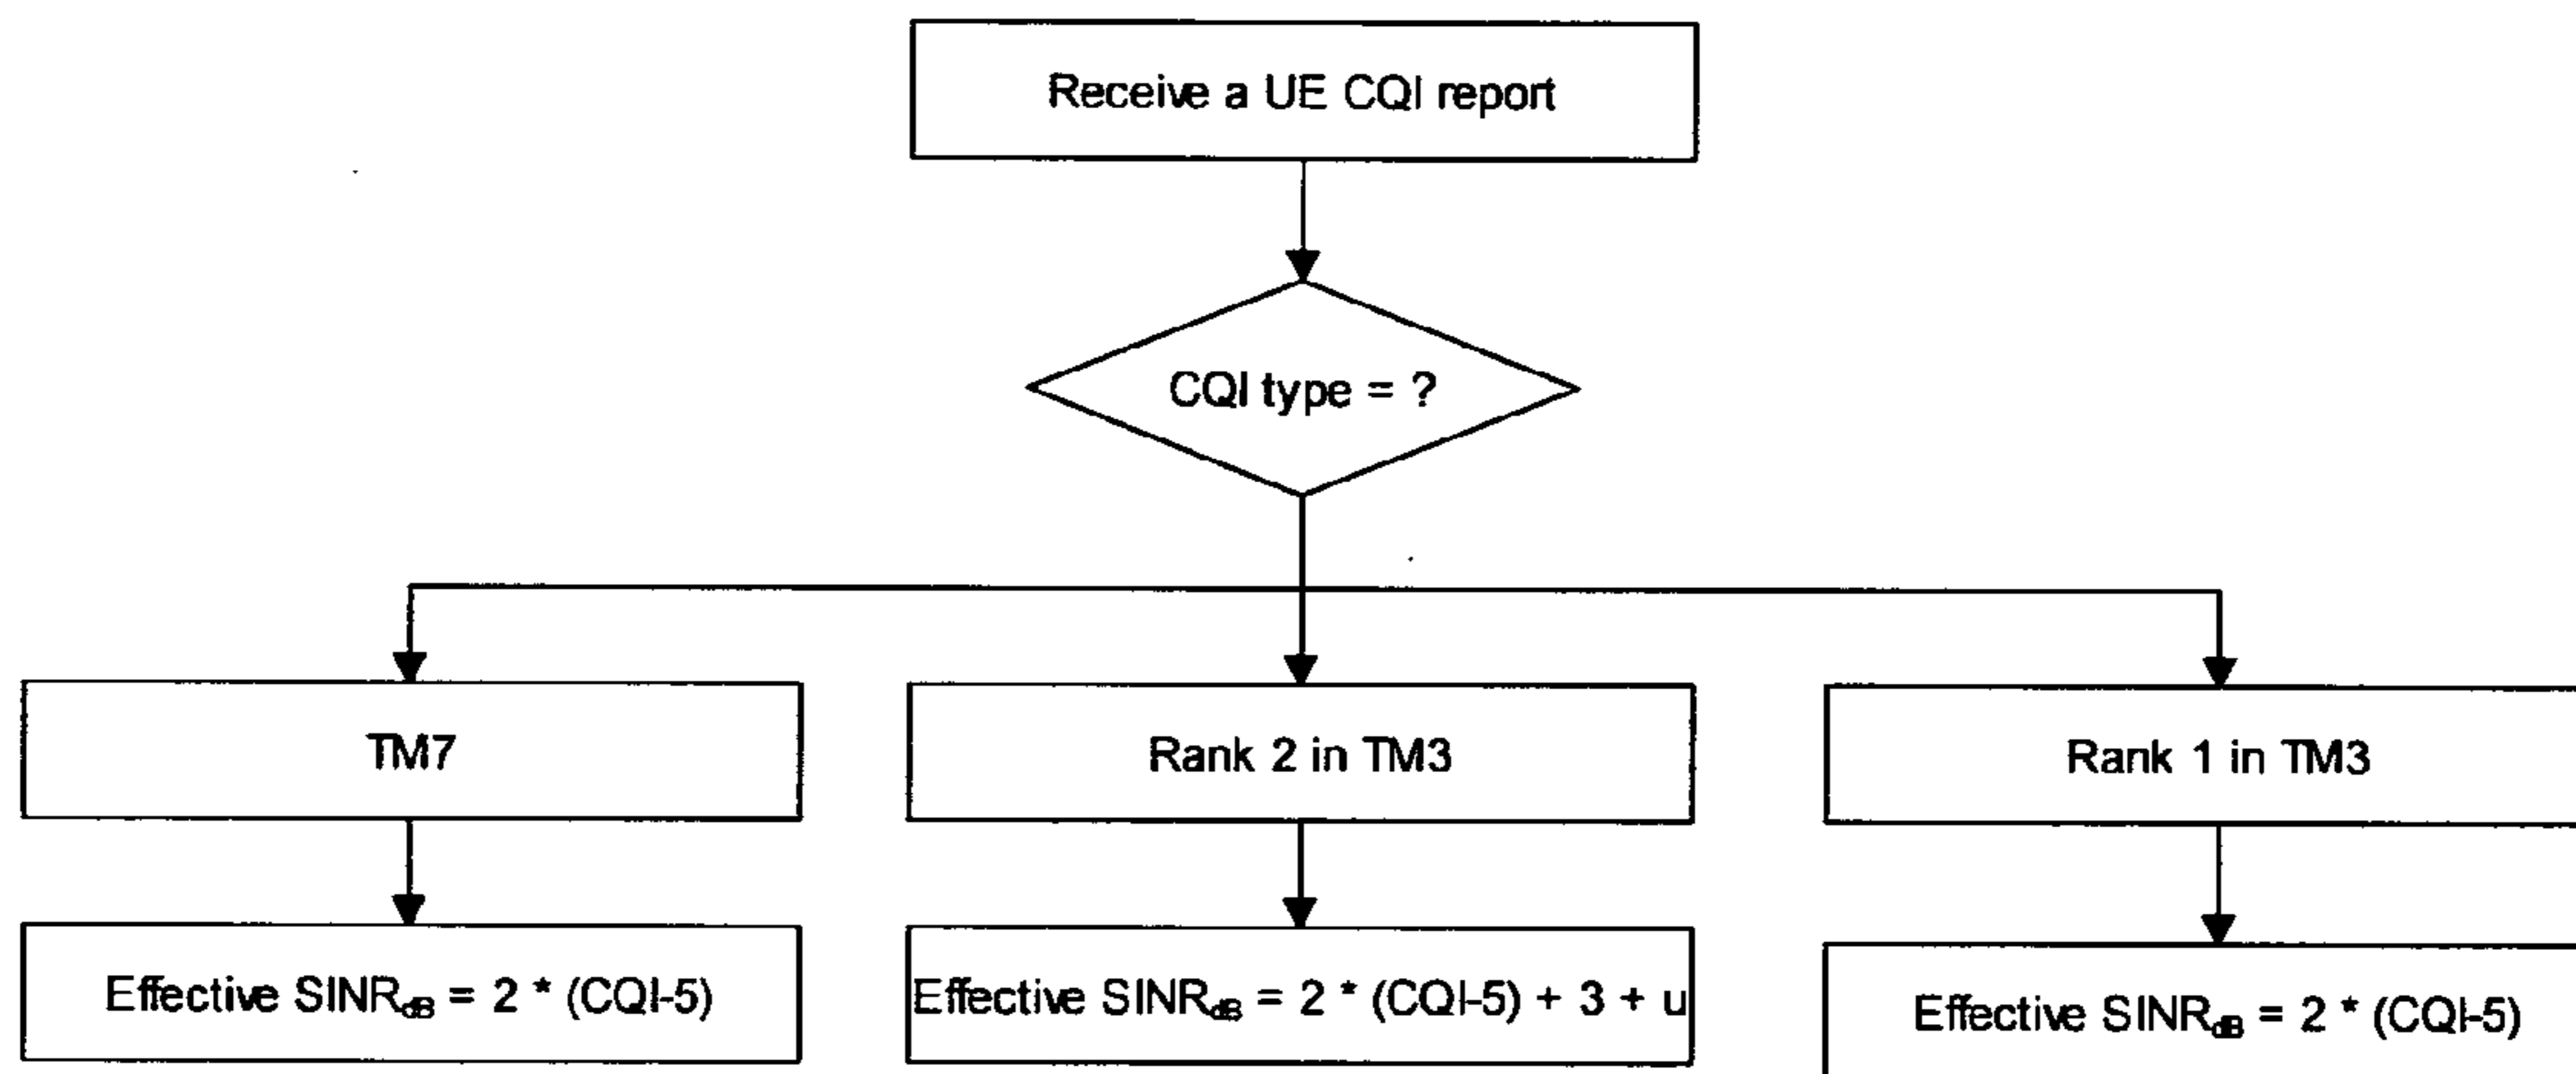 Receive a UE CQI report
CQI type = ?
TM7
Rank 2 in TM3
Rank 1 in TM3
Effective SINRdB = 2 * (CQI-5)
Effective SINRdB = 2 * (CQI-5) + 3 + u
Effective SINRdB = 2 * (CQI-5)